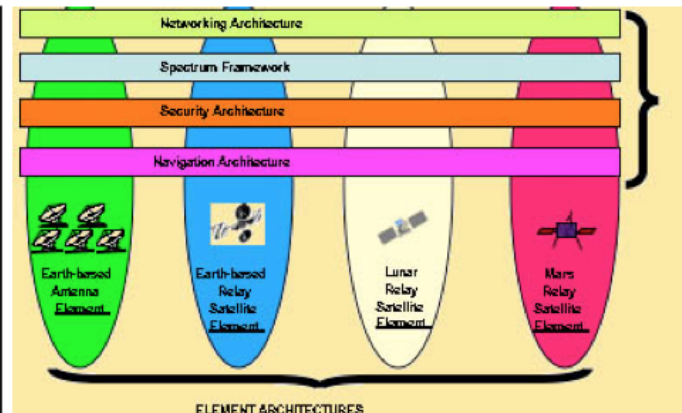 Networking Architecture
Spectrum Framework
Security Architecture
Navigation Architecture
Earth-based
Antenna
Element
Earth-based
Relay
Satellite
Element
Lunar
Relay
Satellite
Element
Mars
Relay
Satellite
Element
ELEMENT ARCHITECTURES